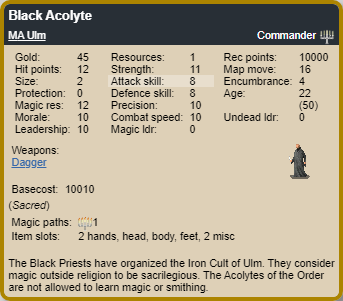 Black Acolyte
MA Ulm Commander
Gold: 45 Resources: 1 Rec points: 10000
Hit points: 12 Strength: 11 Map move: 16
Size: 2 Attack skill: 8 Encumbrance: 4
Protection: 0 Defence skill: 8 Age: 22
Magic res: 12 Precision: 10 (50)
Morale: 10 Combat speed: 10 Undead ldr: 0
Leadership: 10 Magic ldr: 0
Weapons:
Dagger
Basecost: 10010
(Sacred)
Magic paths: 1
Item slots: 2 hands, head, body, feet, 2 misc
The Black Priests have organized the Iron Cult of Ulm. They consider
magic outside religion to be sacrilegious. The Acolytes of the Order
are not allowed to learn magic or smithing.